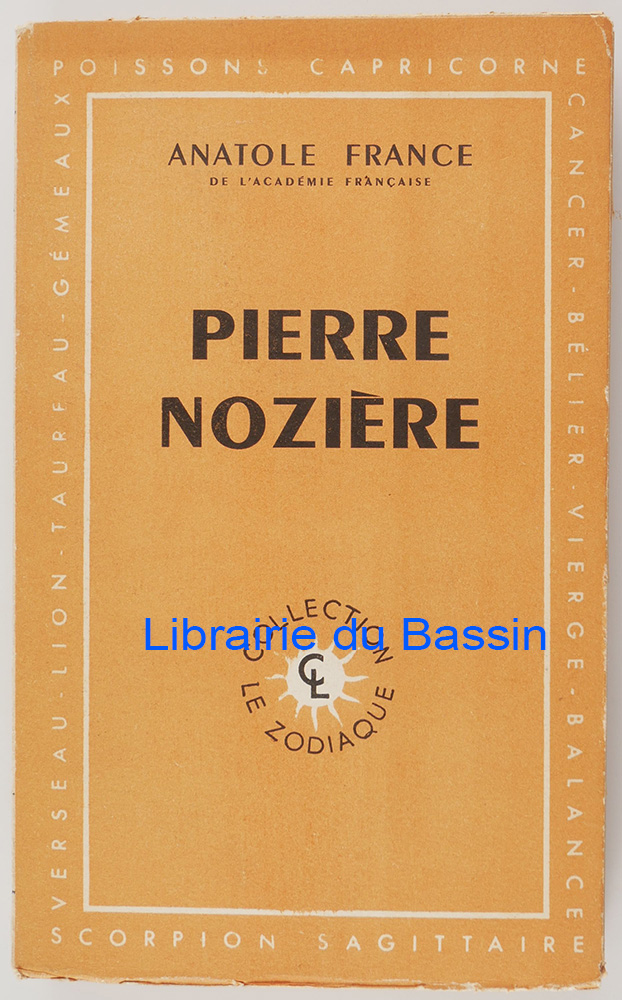 POISSONS CAPRICORNE
CANCER - BÉLIER - VIERGE - BALANCE
VERSEAU - LION - TAUREAU - GÉMEAUX
ANATOLE FRANCE
DE L'ACADÉMIE FRANÇAISE
PIERRE
NOZIÈRE
COLLECTION
Librairie du Bassin
CL
LE ZODIAQUE
SCORPION SAGITTAIRE